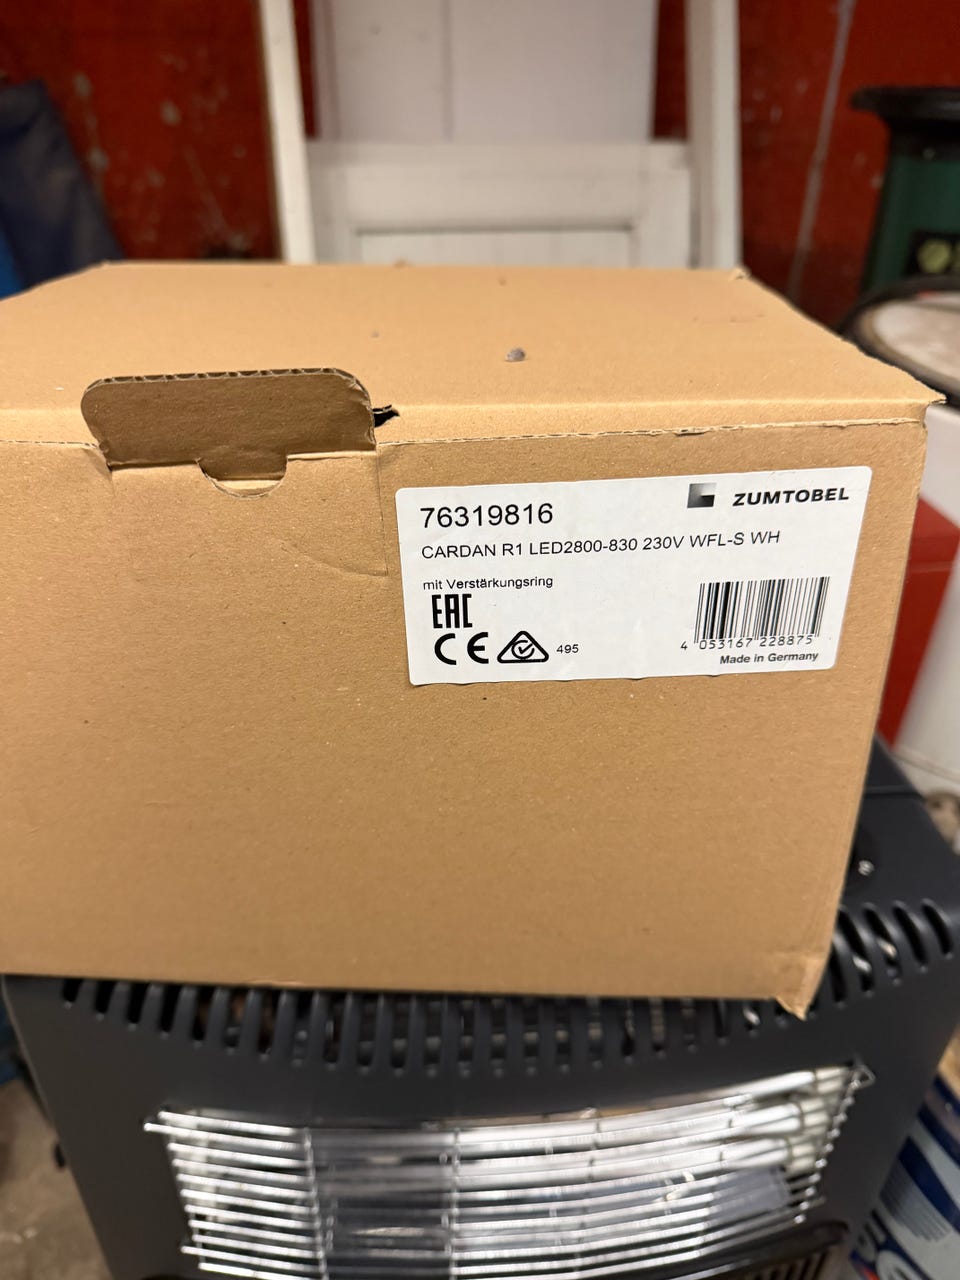 76319816
ZUMTOBEL
CARDAN R1 LED2800-830 230V WFL-S WH
mit Verstärkungsring
EAC
CE 495
4 053167 228875
Made in Germany